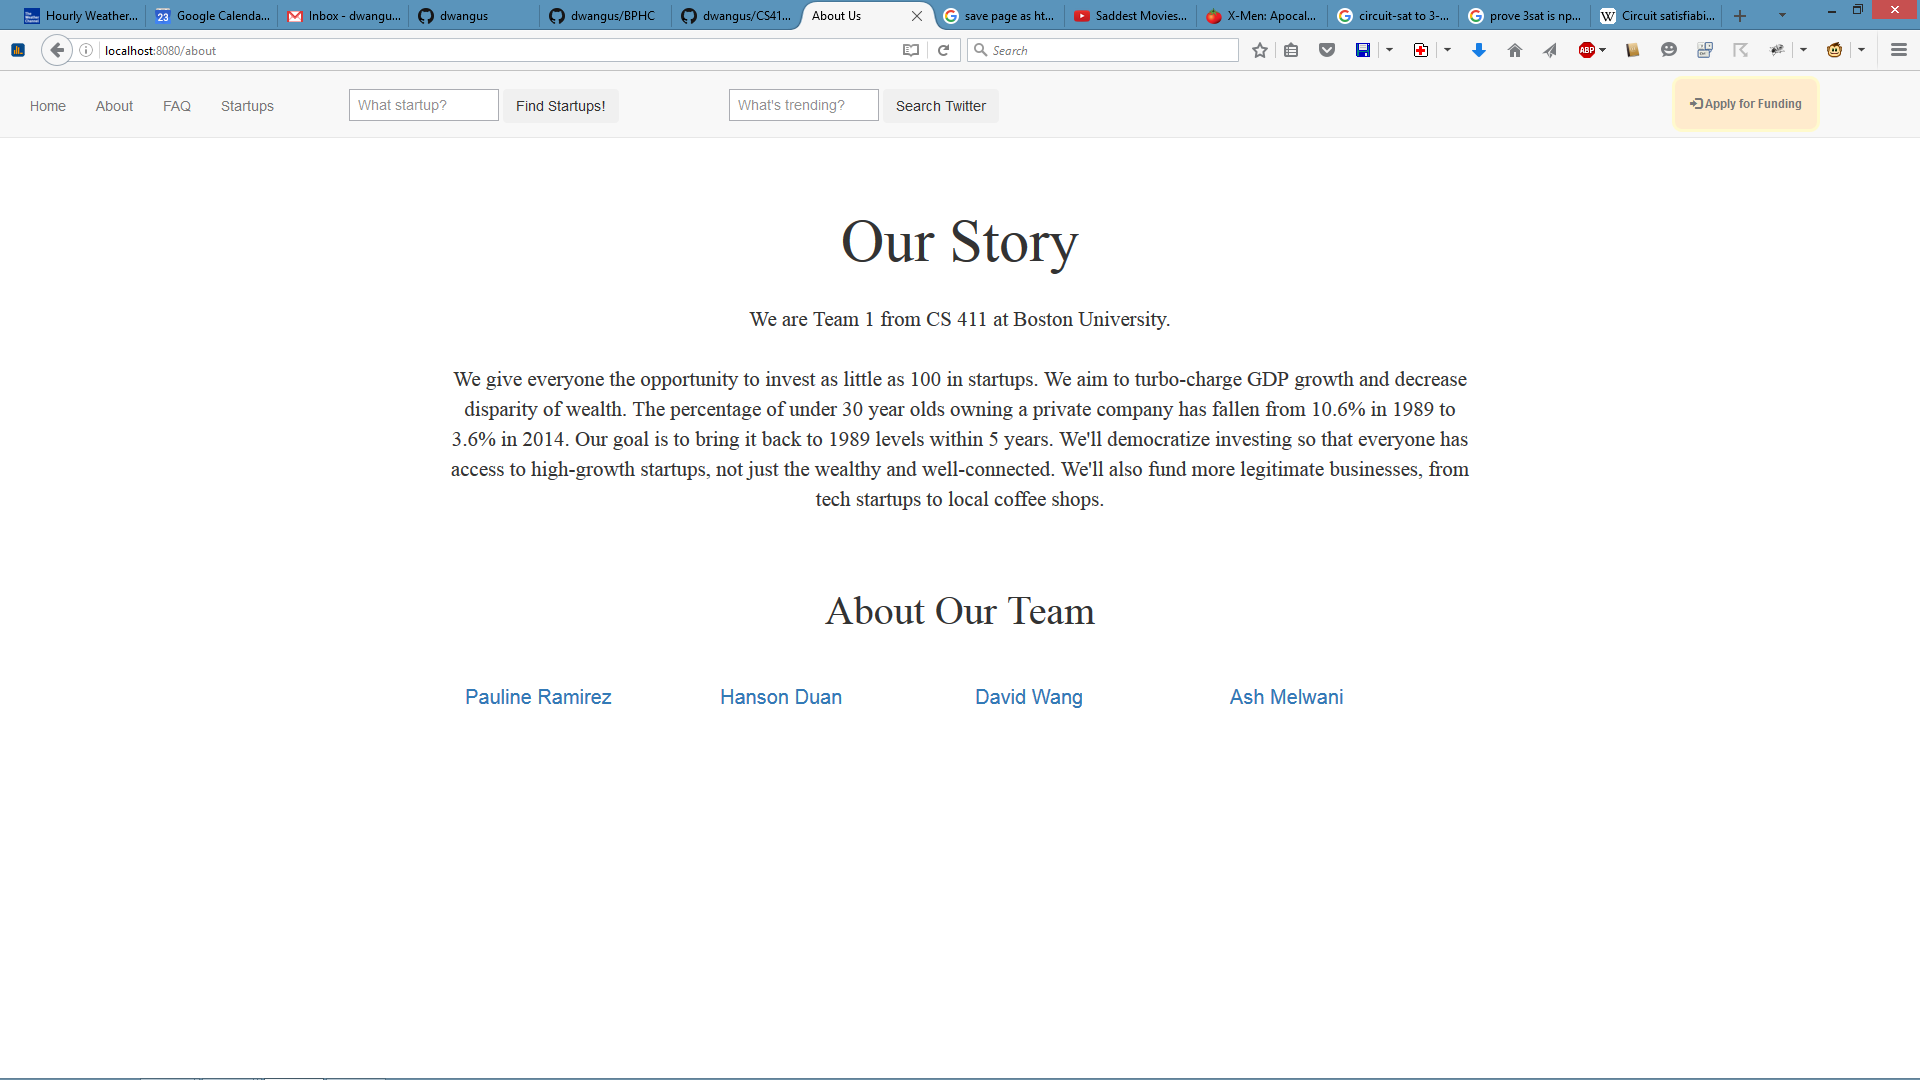 Hourly Weather...
23 Google Calenda...
Inbox - dwangu...
dwangus
dwangus/BPHC
dwangus/CS41...
About Us
save page as ht...
Saddest Movies...
X-Men: Apocal...
circuit-sat to 3-...
prove 3sat is np...
W Circuit satisfiabi...
localhost:8080/about
Search
ABP
Home
About
FAQ
Startups
What startup?
Find Startups!
What's trending?
Search Twitter
Apply for Funding
Our Story
We are Team 1 from CS 411 at Boston University.
We give everyone the opportunity to invest as little as 100 in startups. We aim to turbo-charge GDP growth and decrease
disparity of wealth. The percentage of under 30 year olds owning a private company has fallen from 10.6% in 1989 to
3.6% in 2014. Our goal is to bring it back to 1989 levels within 5 years. We'll democratize investing so that everyone has
access to high-growth startups, not just the wealthy and well-connected. We'll also fund more legitimate businesses, from
tech startups to local coffee shops.
About Our Team
Pauline Ramirez
Hanson Duan
David Wang
Ash Melwani